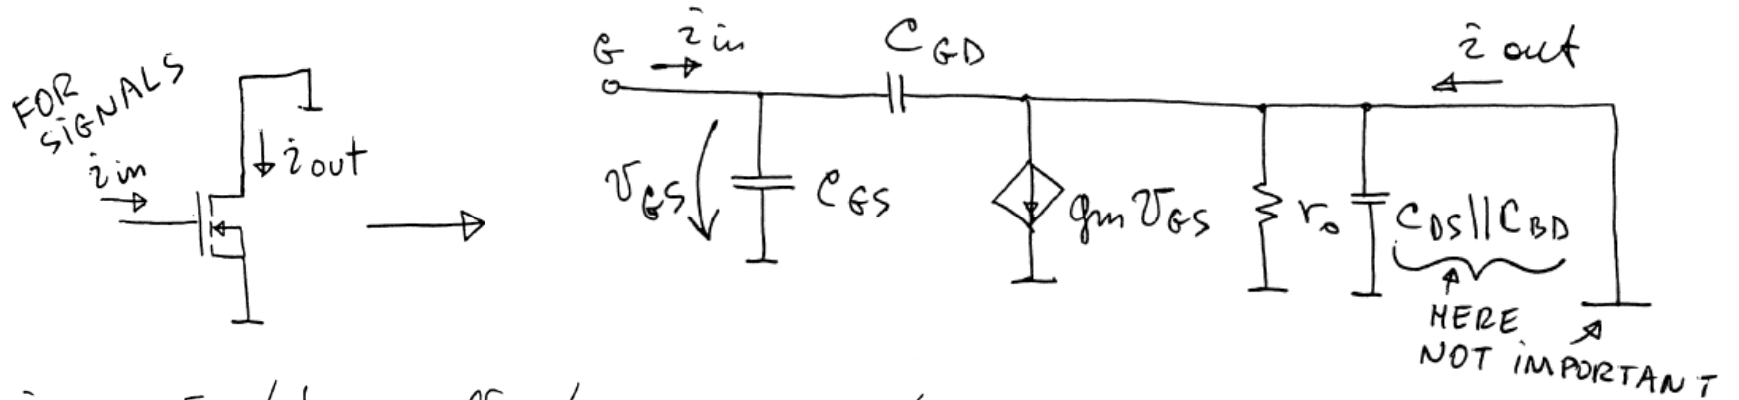 FOR
SIGNALS
i in
i out
G
i in
C GD
i out
v GS
C GS
gm v GS
r o
C DS || C BD
HERE
NOT IMPORTANT